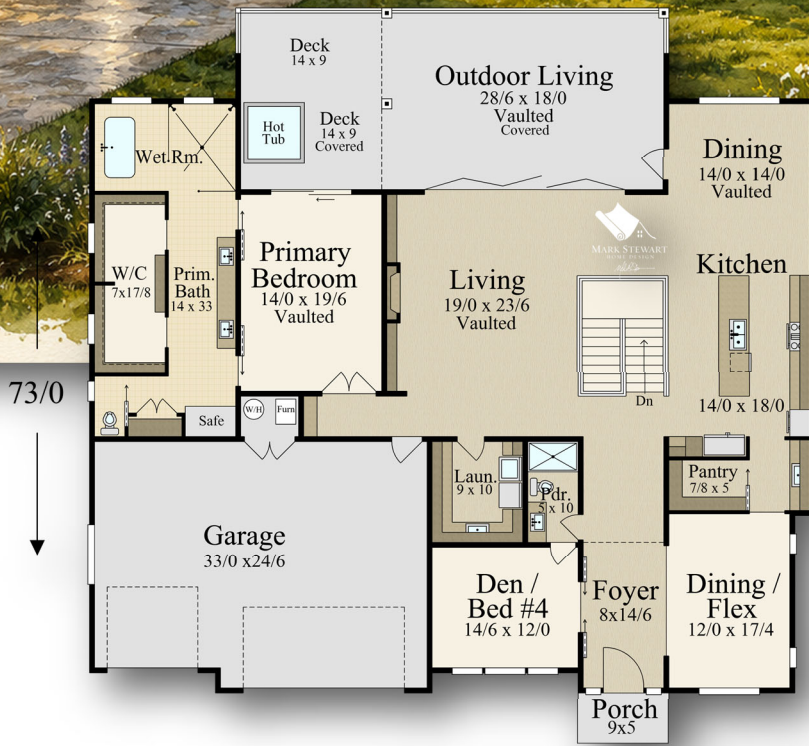 Deck
14 x 9
Outdoor Living
28/6 x 18/0
Vaulted
Covered
Hot
Tub
Deck
14 x 9
Covered
Wet Rm.
Dining
14/0 x 14/0
Vaulted
MARK STEWART
HOME DESIGN
W/C
7x17/8
Prim.
Bath
14 x 33
Primary
Bedroom
14/0 x 19/6
Vaulted
Living
19/0 x 23/6
Vaulted
Kitchen
14/0 x 18/0
Dn
73/0
Safe
W/H
Furn
Laun.
9 x 10
Pdr.
5 x 10
Pantry
7/8 x 5
Garage
33/0 x24/6
Den /
Bed #4
14/6 x 12/0
Foyer
8x14/6
Dining /
Flex
12/0 x 17/4
Porch
9x5